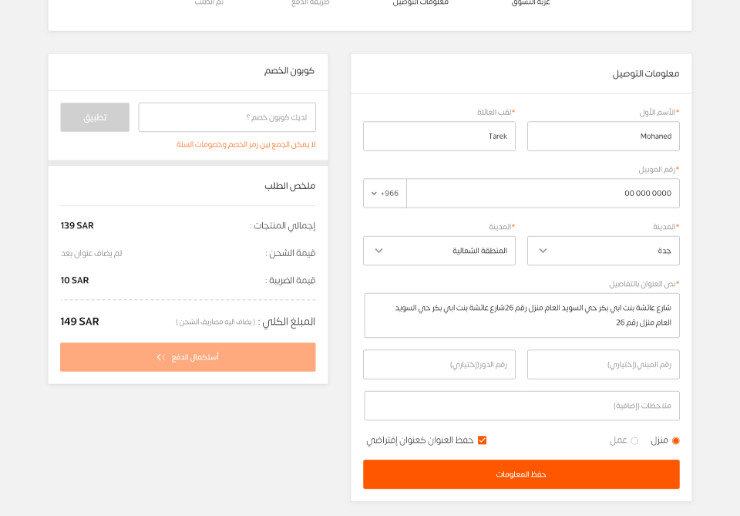 عربة التسوق
معلومات التوصيل
طريقة الدفع
تم الطلب
معلومات التوصيل
*الأسم الأول
*لقب العائلة
Mohaned
Tarek
*رقم الموبيل
00 000 0000
+966
*المدينة
*المدينة
جدة
المنطقة الشمالية
*نص العنوان بالتفاصيل
شارع عائشة بنت ابي بكر حي السويد العام منزل رقم 26شارع عائشة بنت ابي بكر حي السويد
العام منزل رقم 26
رقم المبني(إختياري)
رقم الدور(إختياري)
ملاحظات (إضافية)
منزل
عمل
حفظ العنوان كعنوان إفتراضي
حفظ المعلومات
كوبون الخصم
لديك كوبون خصم ؟
تطبيق
لا يمكن الجمع بين رمز الخصم وخصومات السلة
ملخص الطلب
إجمالي المنتجات :
139 SAR
قيمة الشحن :
لم يضاف عنوان بعد
قيمة الضريبة :
10 SAR
المبلغ الكلي : ( يضاف اليه مصاريف الشحن )
149 SAR
أستكمال الدفع